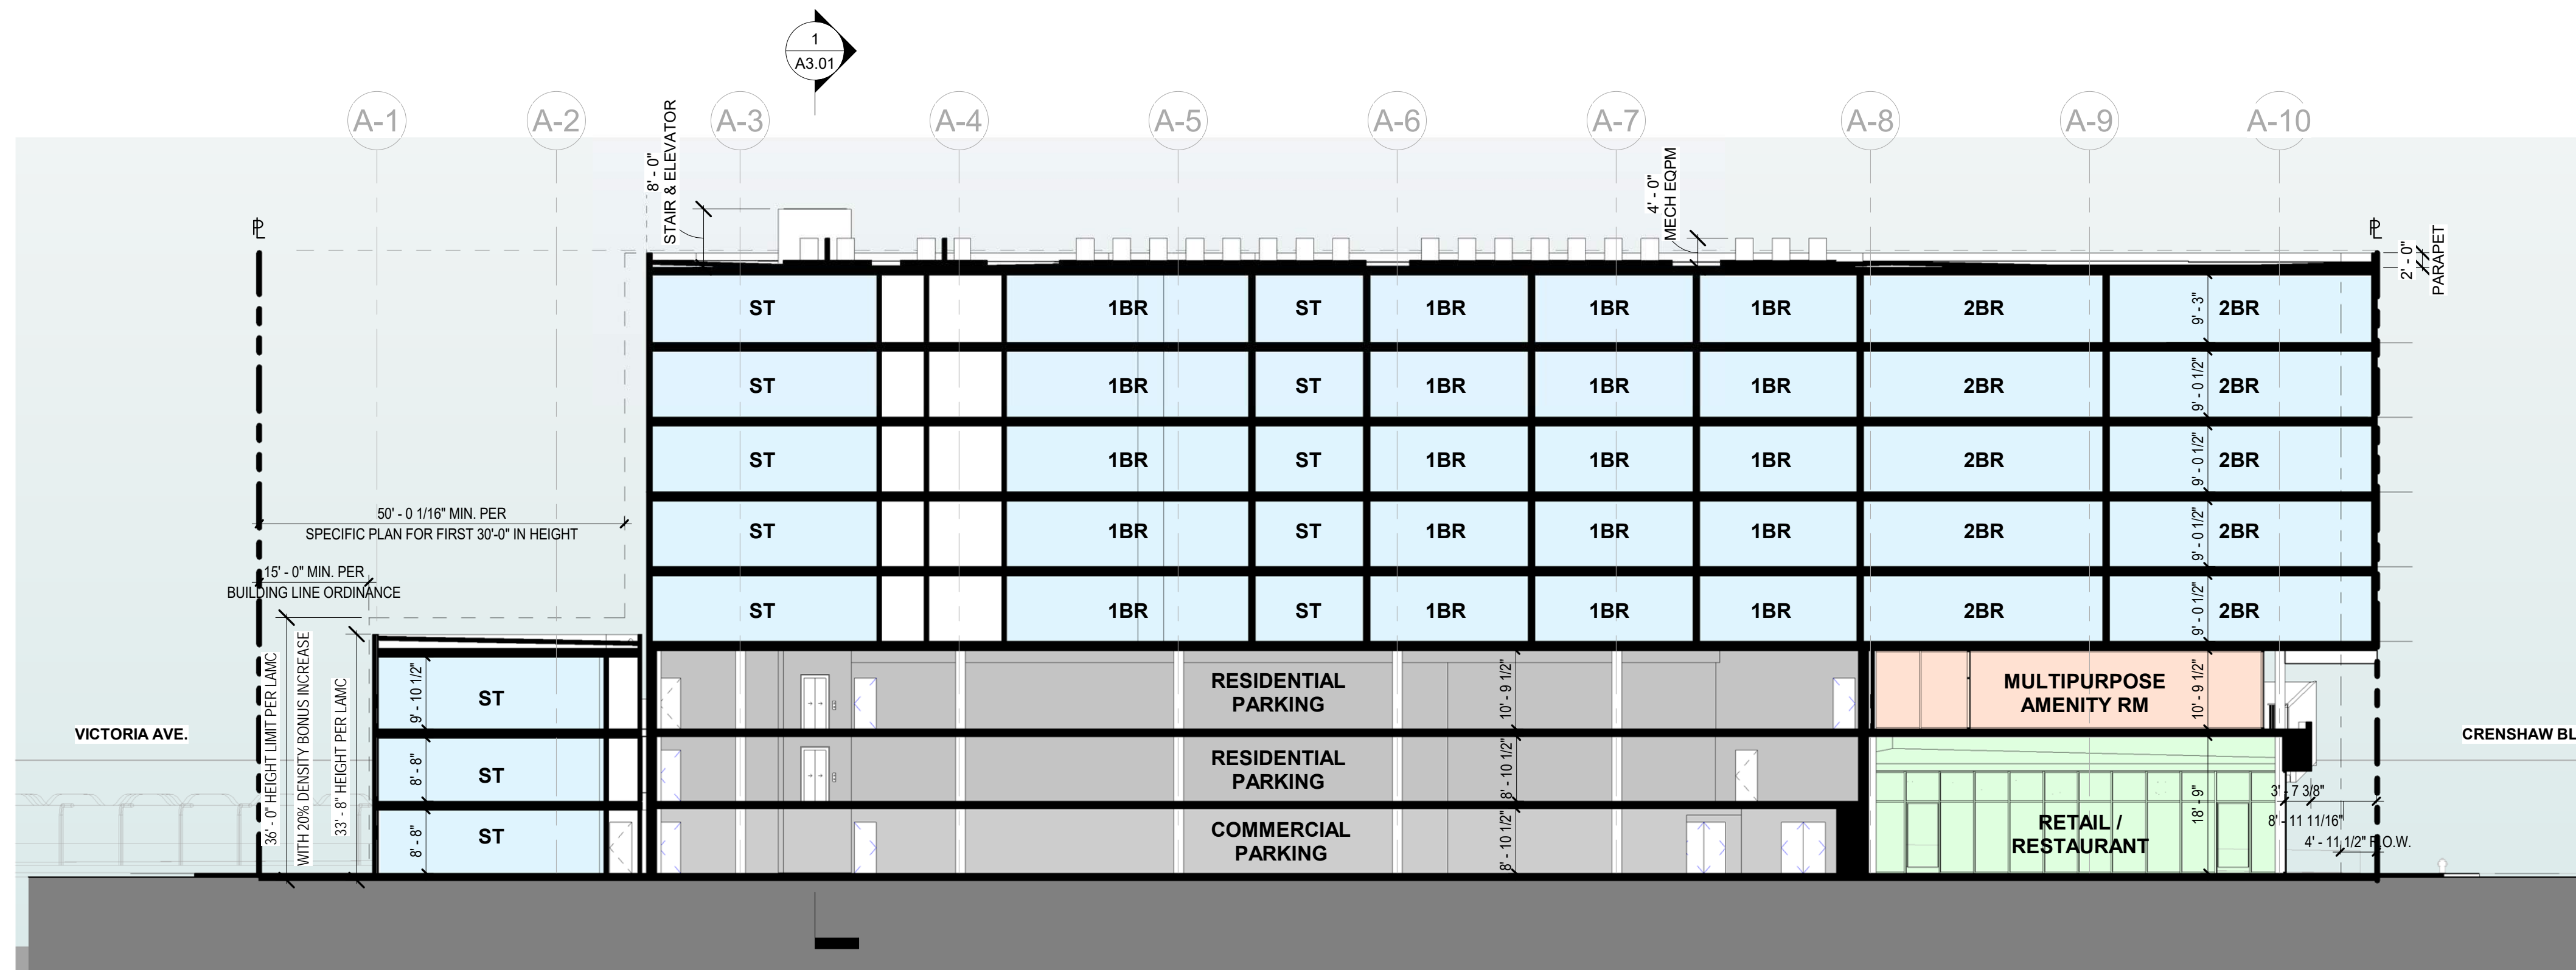 1
A3.01
A-1 A-2 A-3 A-4 A-5 A-6 A-7 A-8 A-9 A-10
8' - 0"
STAIR & ELEVATOR
4' - 0"
MECH EQPM
2' - 0"
PARAPET
ST 1BR ST 1BR 1BR 1BR 2BR 9' - 3" 2BR
ST 1BR ST 1BR 1BR 1BR 2BR 9' - 0 1/2" 2BR
ST 1BR ST 1BR 1BR 1BR 2BR 9' - 0 1/2" 2BR
50' - 0 1/16" MIN. PER
SPECIFIC PLAN FOR FIRST 30'-0" IN HEIGHT
ST 1BR ST 1BR 1BR 1BR 2BR 9' - 0 1/2" 2BR
15' - 0" MIN. PER
BUILDING LINE ORDINANCE
ST 1BR ST 1BR 1BR 1BR 2BR 9' - 0 1/2" 2BR
36' - 0" HEIGHT LIMIT PER LAMC
WITH 20% DENSITY BONUS INCREASE
33' - 8" HEIGHT PER LAMC
9' - 10 1/2"
ST
RESIDENTIAL
PARKING
10' - 9 1/2"
MULTIPURPOSE
AMENITY RM
10' - 9 1/2"
VICTORIA AVE.
CRENSHAW BL
8' - 8"
ST
RESIDENTIAL
PARKING
8' - 10 1/2"
8' - 8"
ST
COMMERCIAL
PARKING
8' - 10 1/2"
RETAIL /
RESTAURANT
18' - 9"
3' - 7 3/8"
8' - 11 11/16"
4' - 11 1/2" R.O.W.